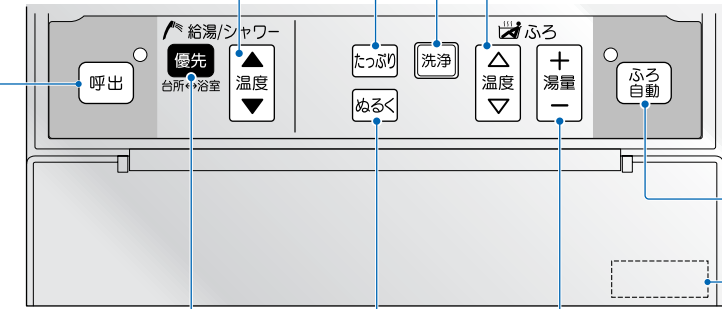 給湯/シャワー
ふろ
呼出
優先
台所↔浴室
▲
温度
▼
たっぷり
洗浄
ぬるく
△
温度
▽
＋
湯量
－
ふろ
自動